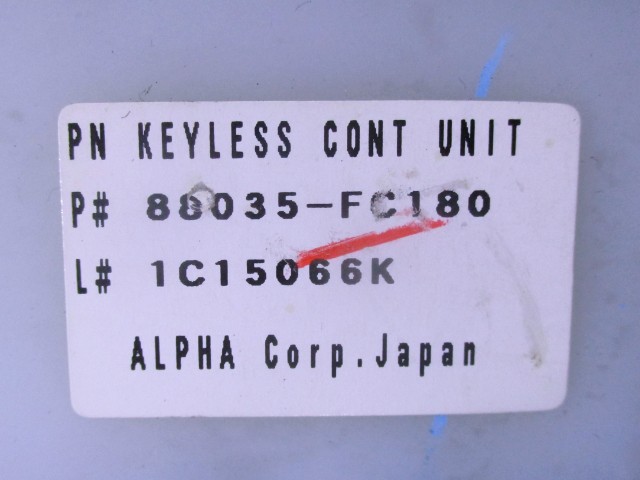 PN KEYLESS CONT UNIT
P# 88035-FC180
L# 1C15066K
ALPHA Corp.Japan